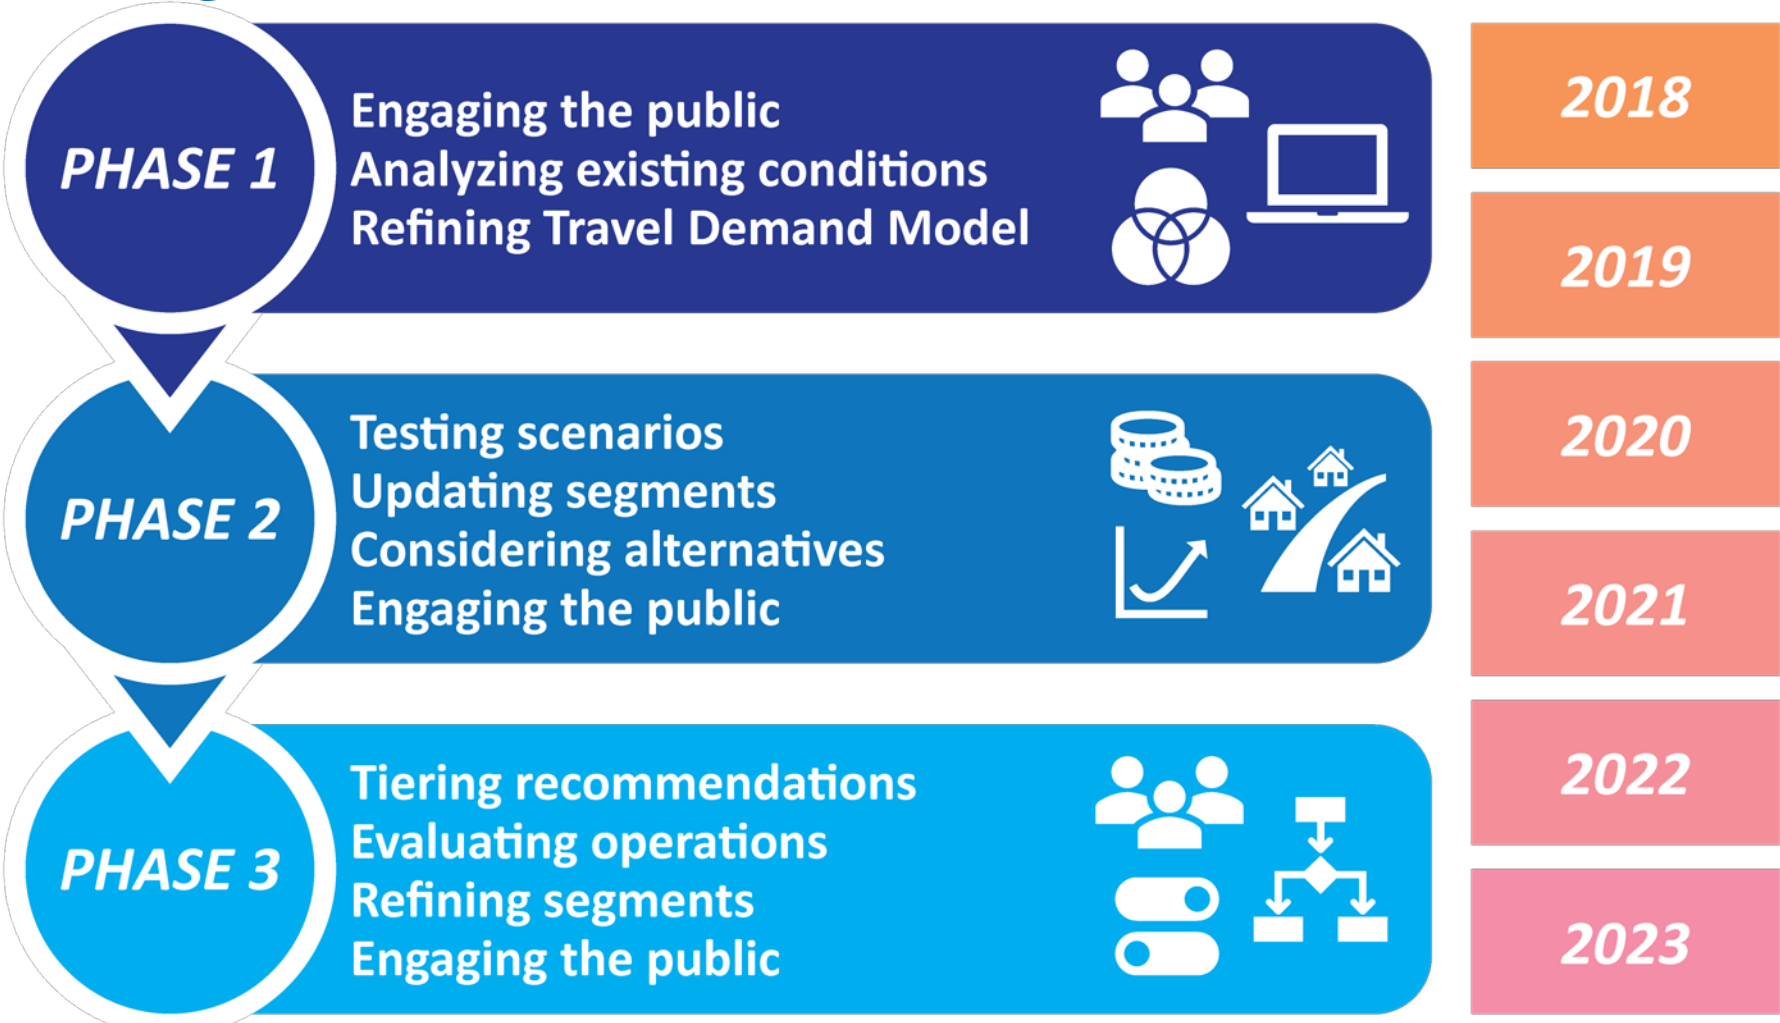 PHASE 1
Engaging the public
Analyzing existing conditions
Refining Travel Demand Model
PHASE 2
Testing scenarios
Updating segments
Considering alternatives
Engaging the public
PHASE 3
Tiering recommendations
Evaluating operations
Refining segments
Engaging the public
2018
2019
2020
2021
2022
2023